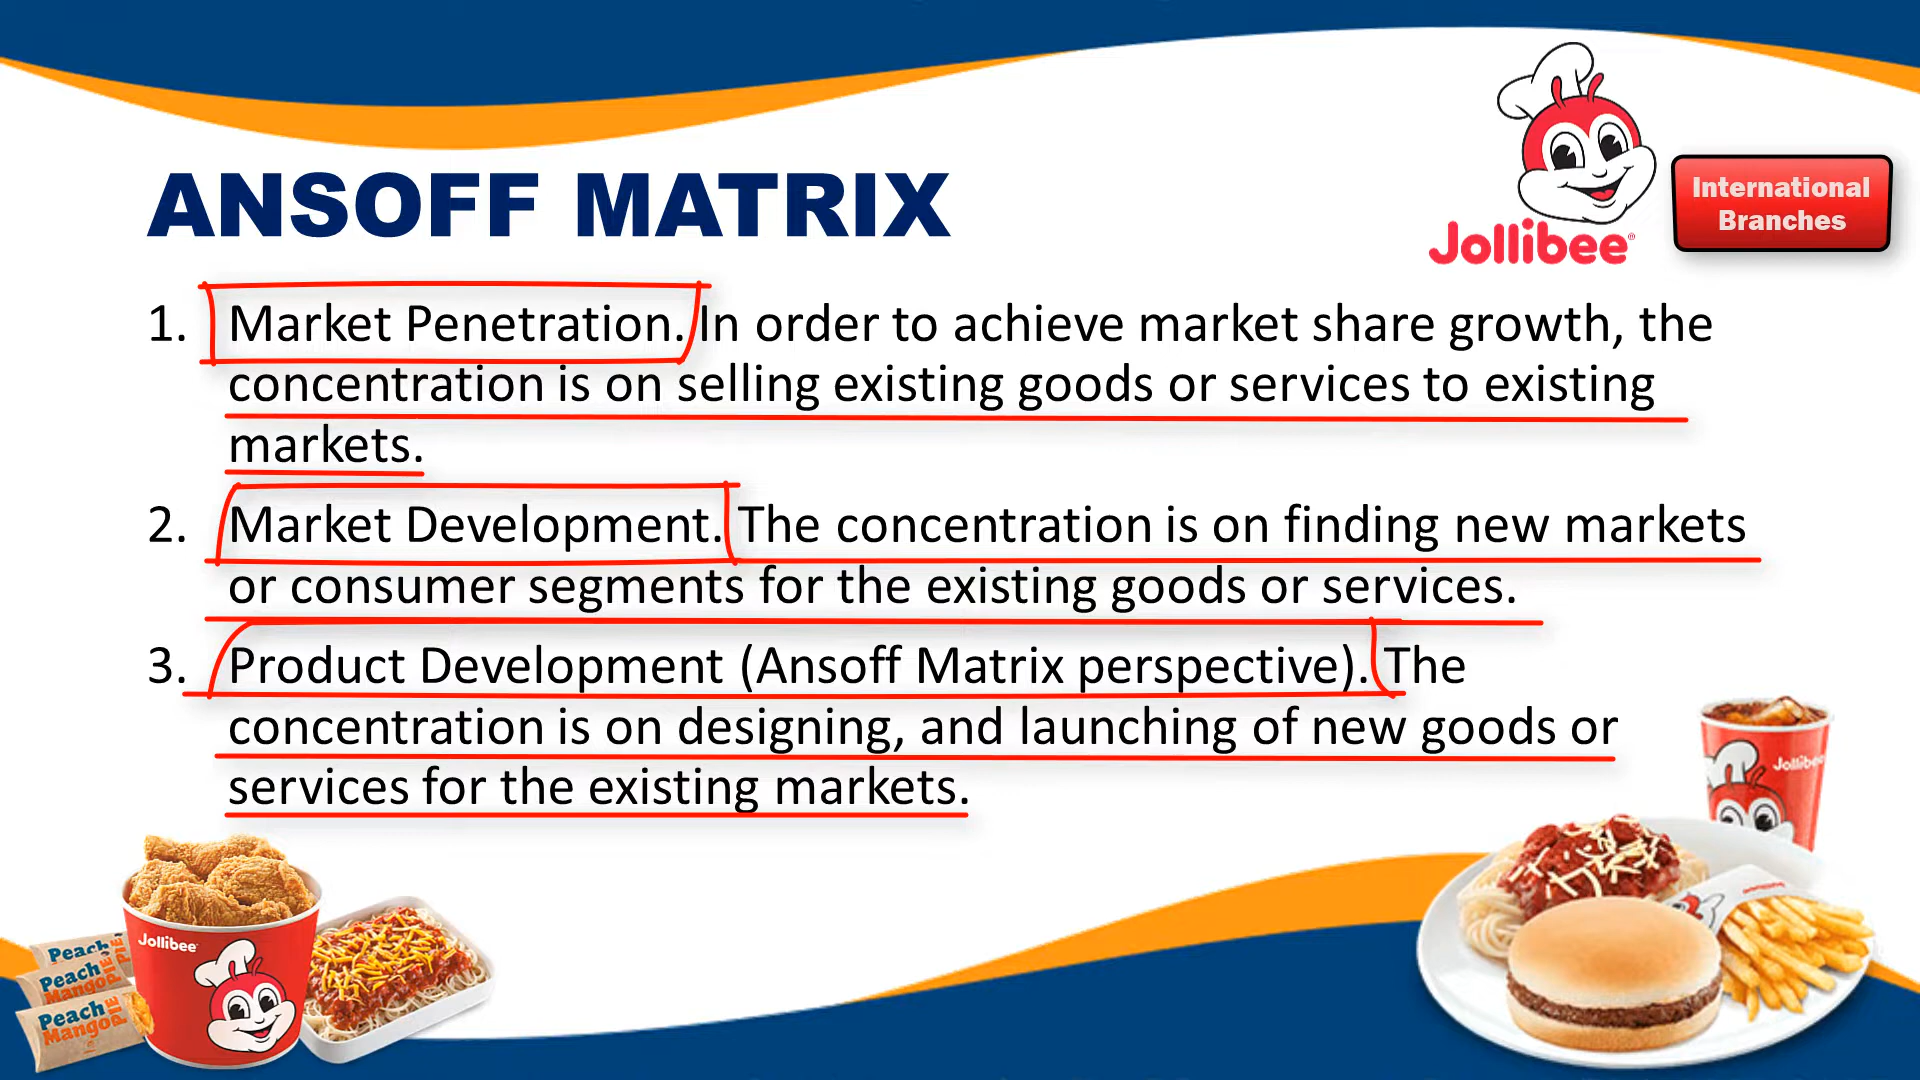 ANSOFF MATRIX
Jollibee
International
Branches
1. Market Penetration. In order to achieve market share growth, the
concentration is on selling existing goods or services to existing
markets.
2. Market Development. The concentration is on finding new markets
or consumer segments for the existing goods or services.
3. Product Development (Ansoff Matrix perspective). The
concentration is on designing, and launching of new goods or
services for the existing markets.
Jollibee
Jollibee
Peach
PIE
Peach
Mango PIE
Peach
Mango PIE